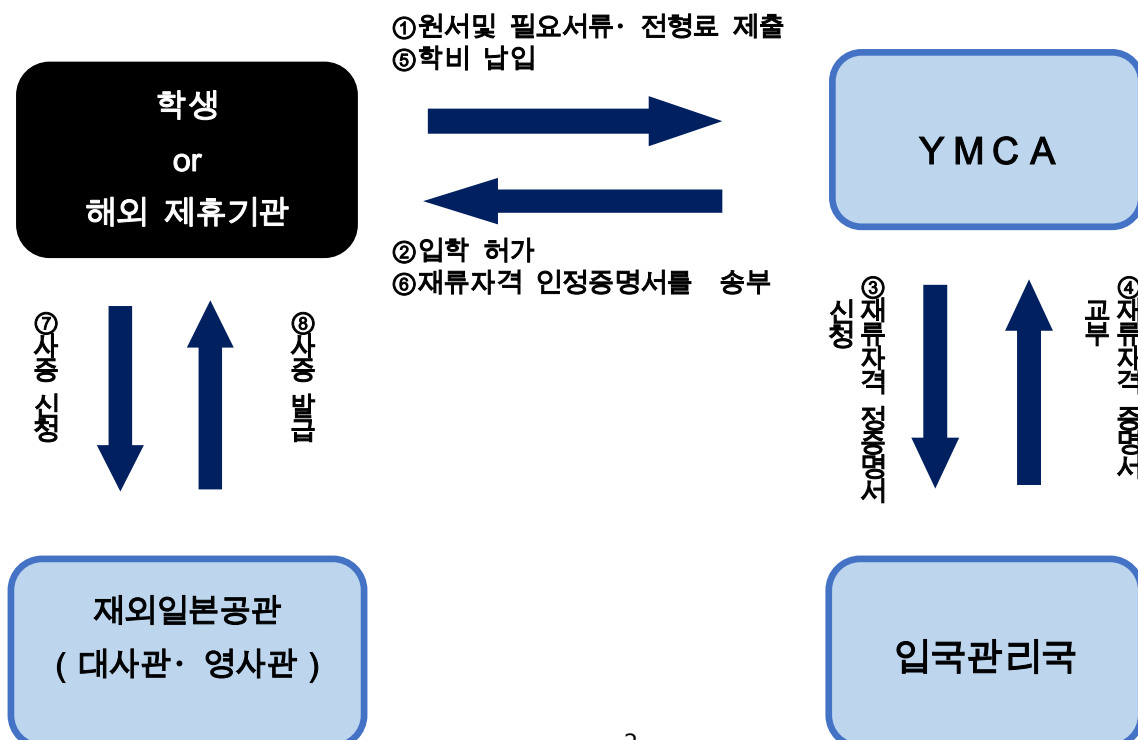 ①원서및 필요서류· 전형료 제출
⑤학비 납입
학생
or
해외 제휴기관
YMCA
②입학 허가
⑥재류자격 인정증명서를 송부
⑦사증 신청
⑧사증 발급
③재류자격 정증명서
신청
④재류자격 증명서
교부
재외일본공관
( 대사관· 영사관 )
입국관리국